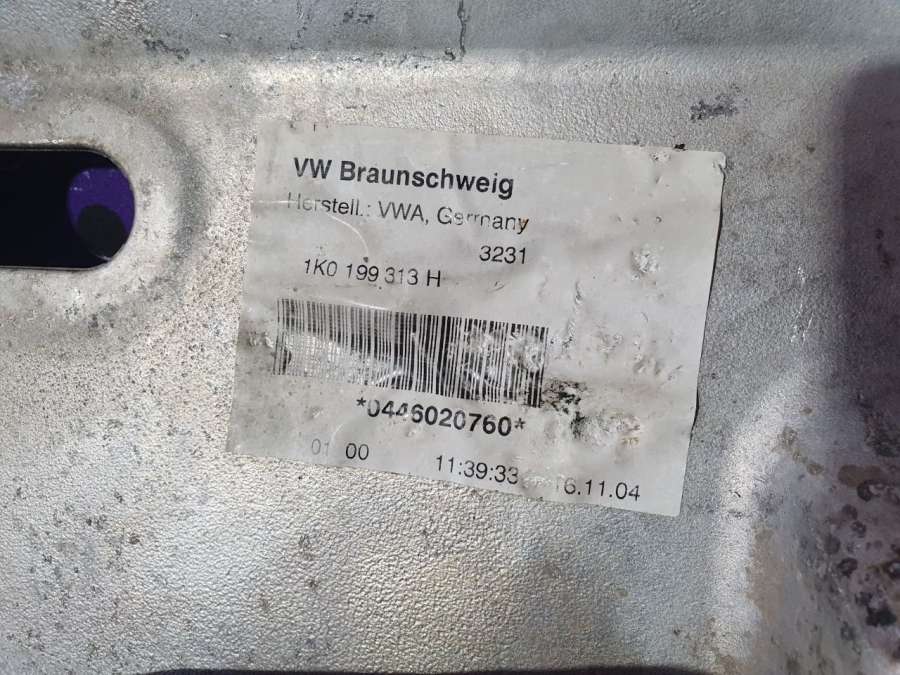 VW Braunschweig
Herstell.: VWA, Germany
3231
1K0 199 313 H
*0446020760*
01 00
11:39:33 16.11.04